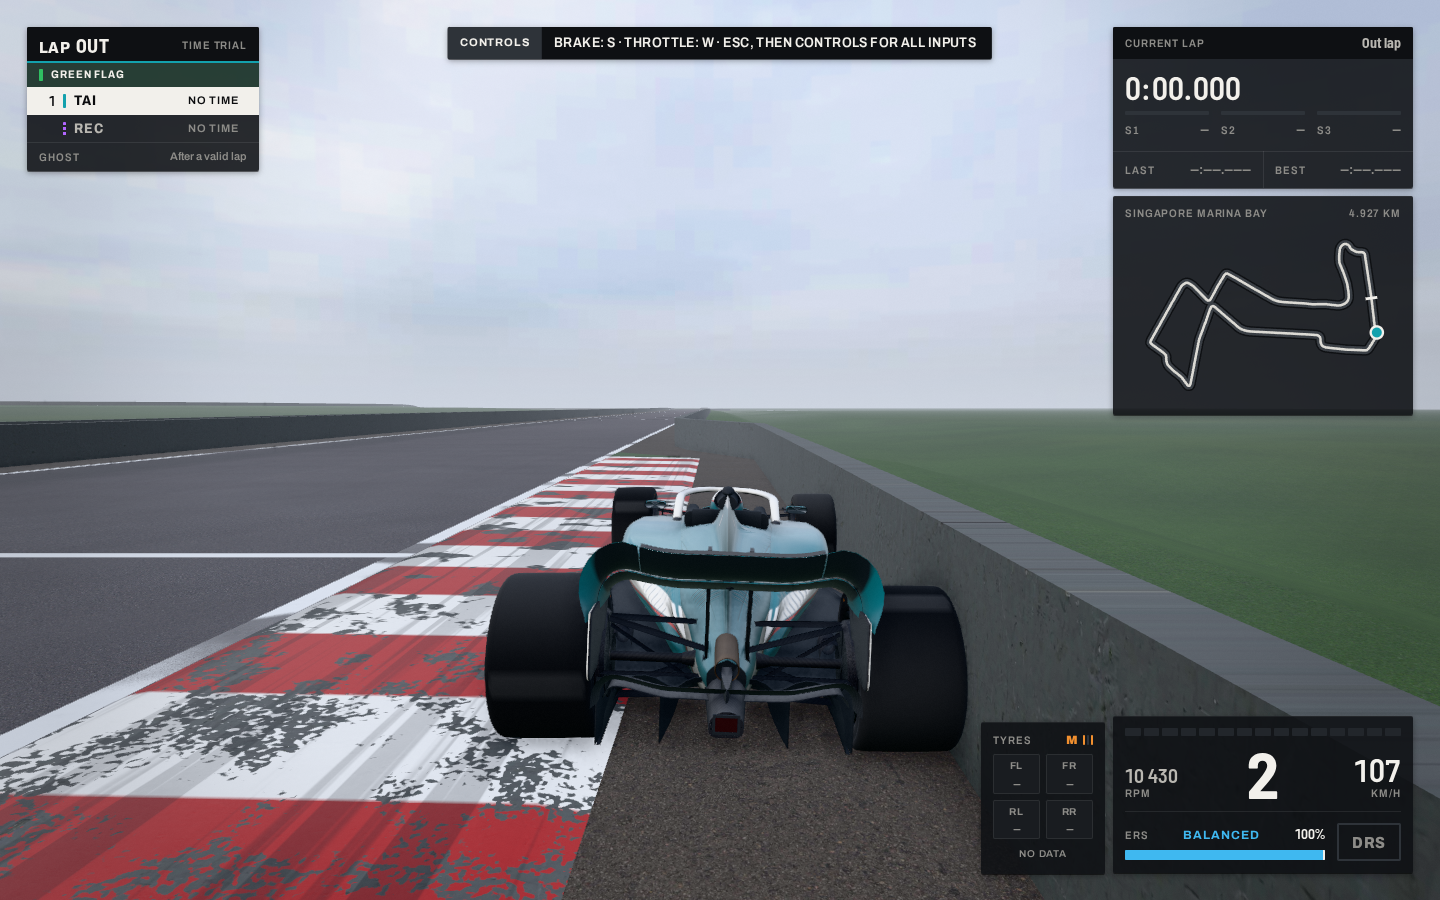 LAP OUT TIME TRIAL
GREEN FLAG
1 TAI NO TIME
REC NO TIME
GHOST After a valid lap
CONTROLS BRAKE: S · THROTTLE: W · ESC, THEN CONTROLS FOR ALL INPUTS
CURRENT LAP Out lap
0:00.000
S1 – S2 – S3 –
LAST –:––.––– BEST –:––.–––
SINGAPORE MARINA BAY 4.927 KM
TYRES M
FL – FR –
RL – RR –
NO DATA
10 430 RPM 2 107 KM/H
ERS BALANCED 100% DRS